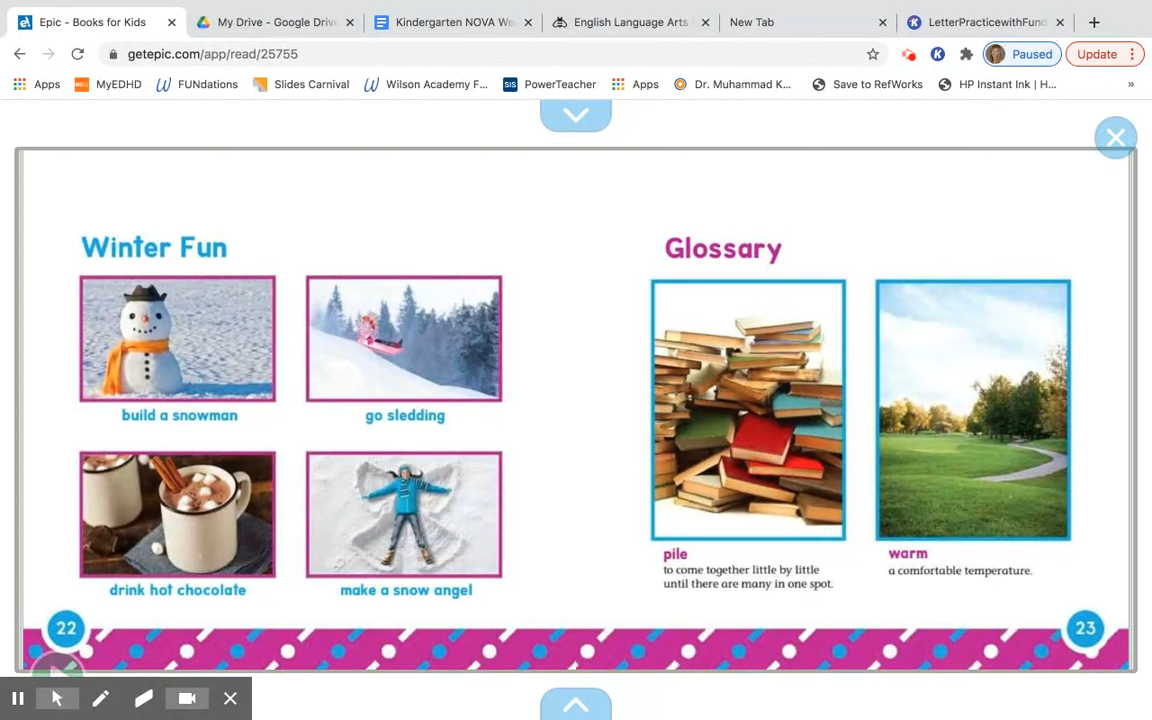 Epic - Books for Kids
My Drive - Google Drive
Kindergarten NOVA We
English Language Arts
New Tab
LetterPracticewithFund
getepic.com/app/read/25755
Paused
Update
Apps
MyEDHD
FUNdations
Slides Carnival
Wilson Academy F...
SIS
PowerTeacher
Apps
Dr. Muhammad K...
Save to RefWorks
HP Instant Ink | H...
»
Winter Fun
build a snowman
go sledding
drink hot chocolate
make a snow angel
22
Glossary
pile
to come together little by little
until there are many in one spot.
warm
a comfortable temperature.
23